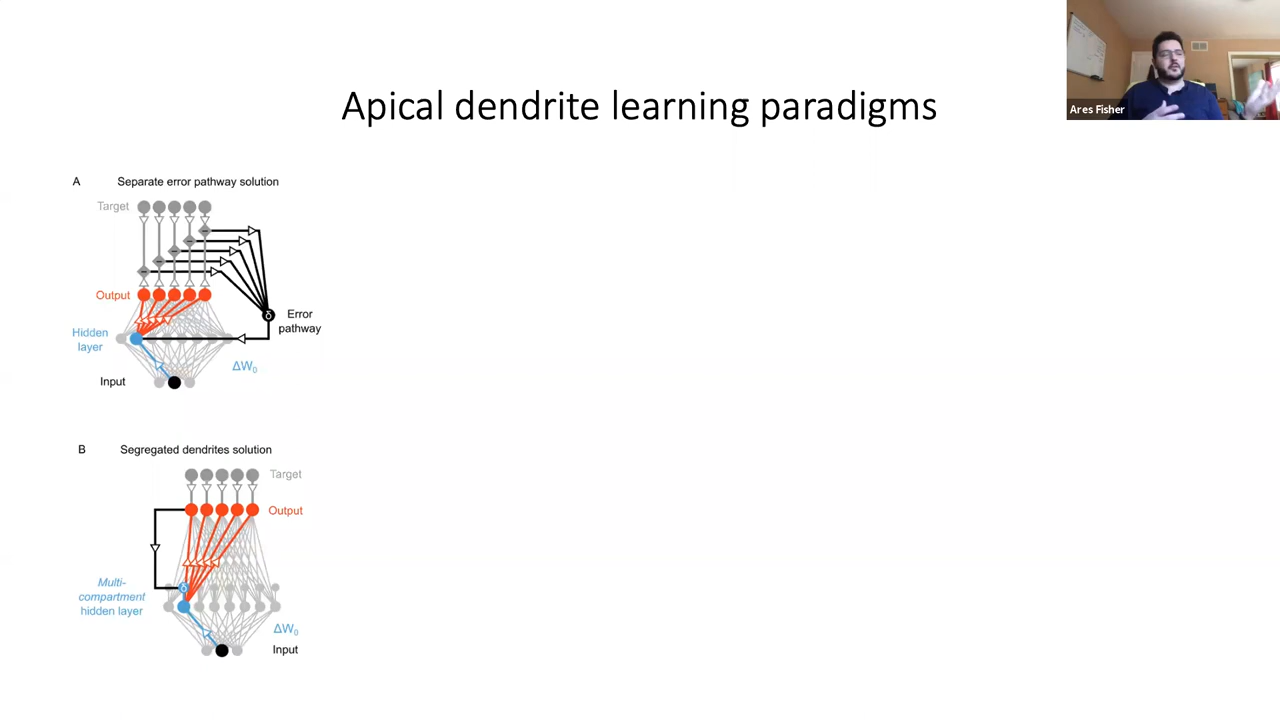 Apical dendrite learning paradigms
Ares Fisher
A Separate error pathway solution
Target
Output
δ
Error
pathway
Hidden
layer
ΔW₀
Input
B Segregated dendrites solution
Target
Output
δ
Multi-
compartment
hidden layer
ΔW₀
Input